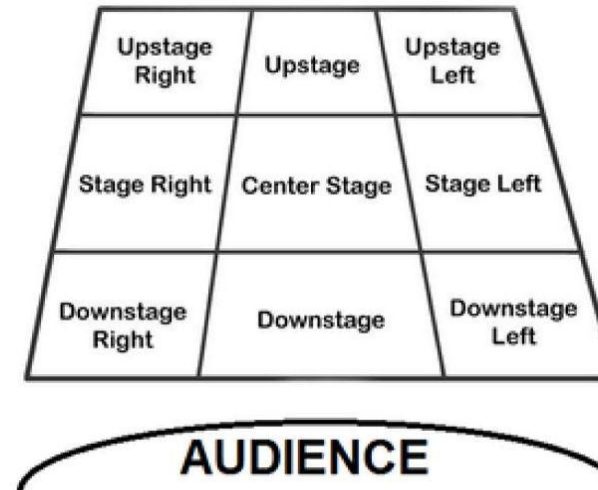 Upstage
Right
Upstage
Upstage
Left
Stage Right
Center Stage
Stage Left
Downstage
Right
Downstage
Downstage
Left
AUDIENCE